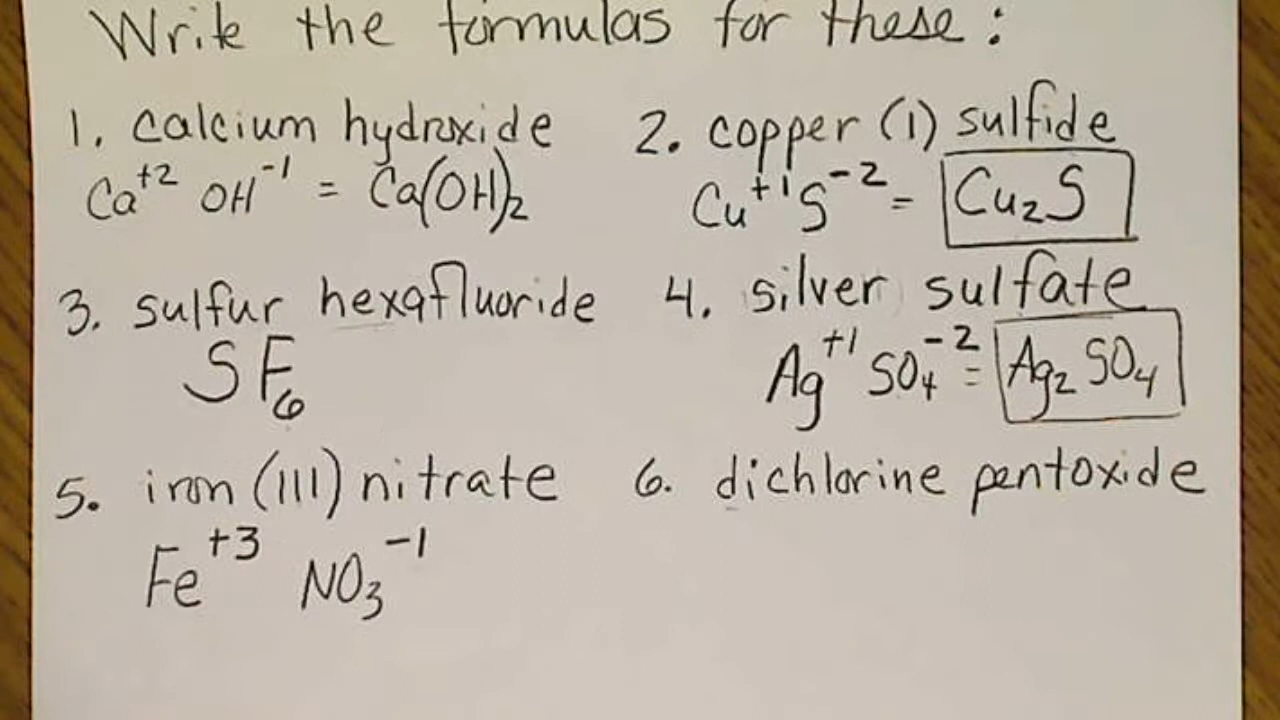 Write the formulas for these:
1. calcium hydroxide
Ca⁺² OH⁻¹ = Ca(OH)₂
2. copper (I) sulfide
Cu⁺¹ S⁻² = Cu₂S
3. sulfur hexafluoride
SF₆
4. silver sulfate
Ag⁺¹ SO₄⁻² = Ag₂SO₄
5. iron (III) nitrate
Fe⁺³ NO₃⁻¹
6. dichlorine pentoxide